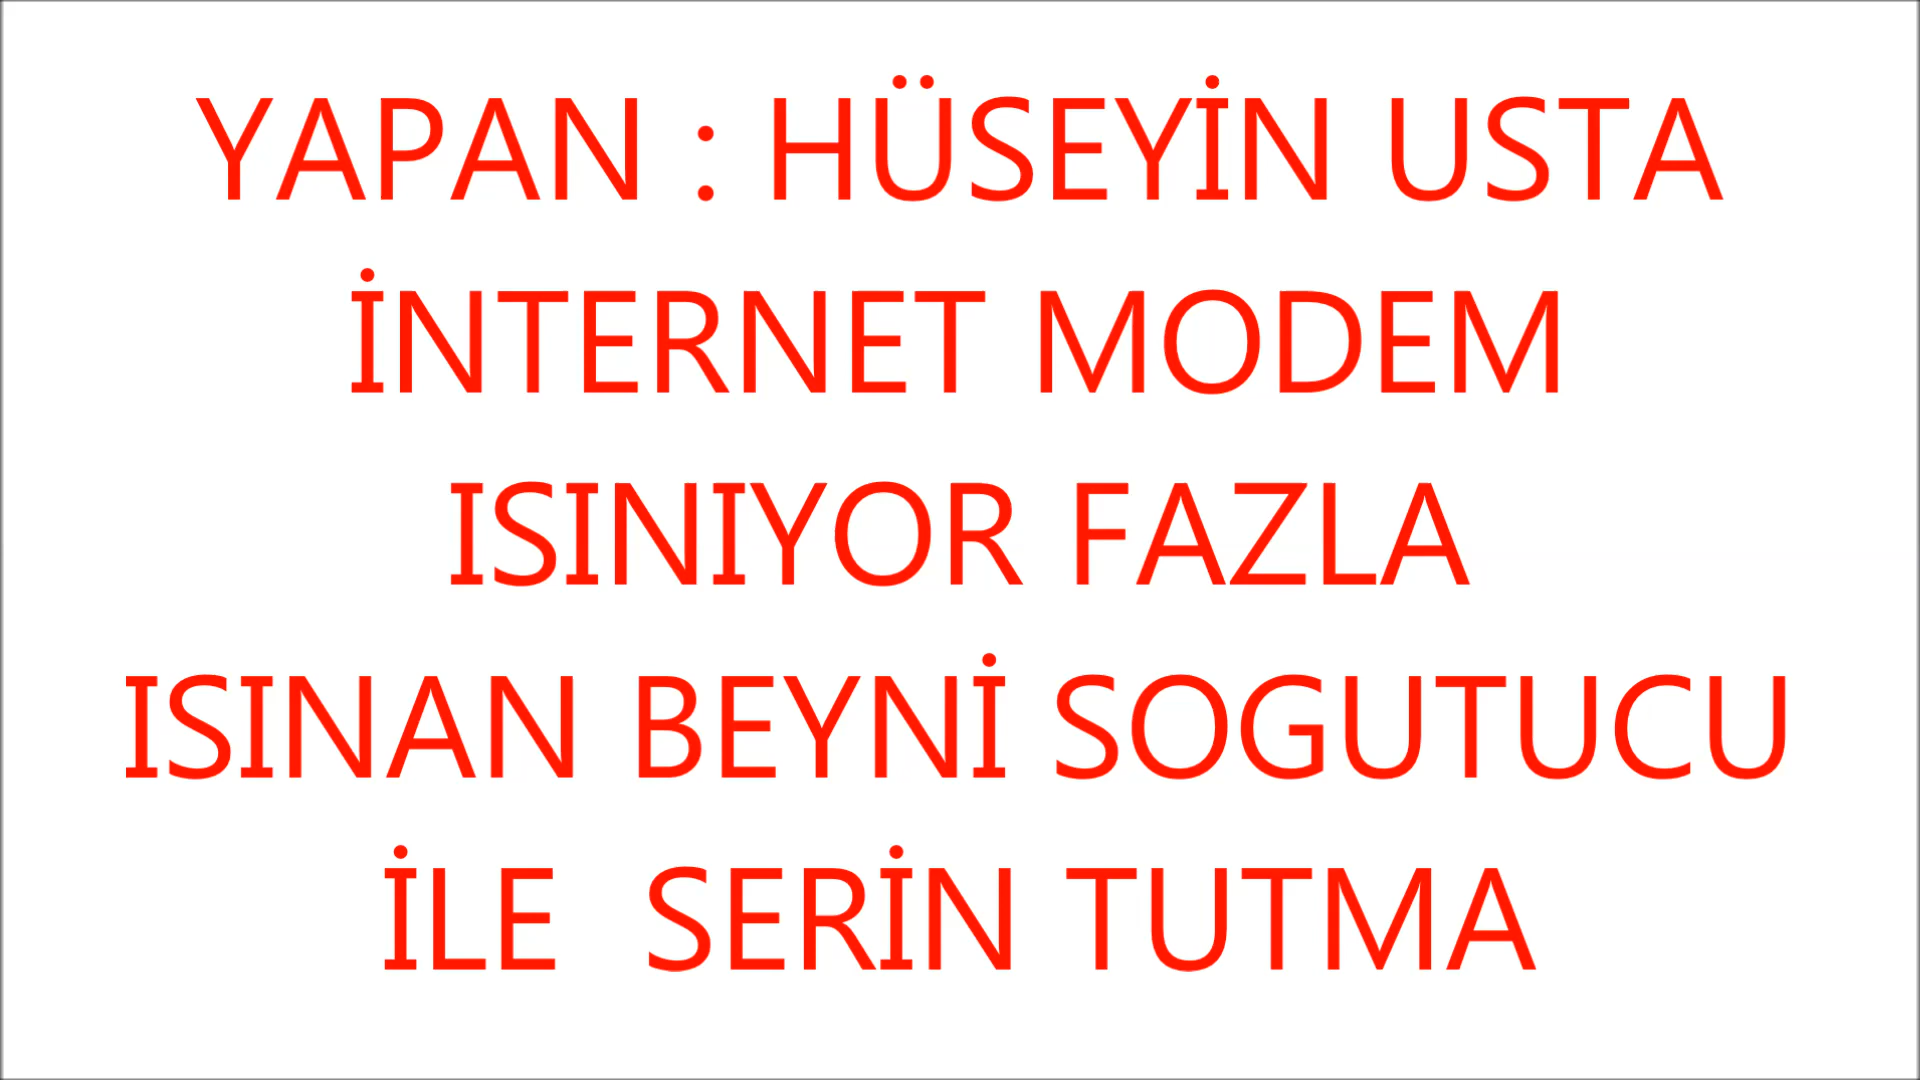 YAPAN : HÜSEYİN USTA
İNTERNET MODEM
ISINIYOR FAZLA
ISINAN BEYNİ SOGUTUCU
İLE  SERİN TUTMA